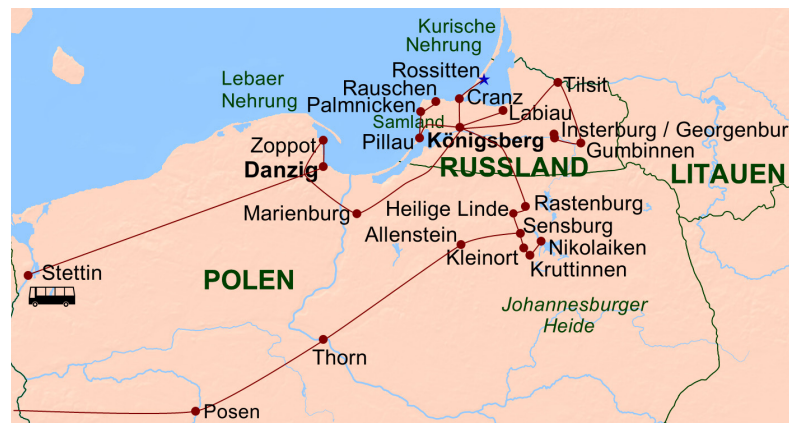 Kurische
Nehrung
Rossitten
Lebaer
Nehrung
Rauschen
Tilsit
Palmnicken
Cranz
Labiau
Samland
Zoppot
Pillau
Königsberg
Insterburg / Georgenbur
Gumbinnen
Danzig
RUSSLAND
LITAUEN
Marienburg
Heilige Linde
Rastenburg
Allenstein
Sensburg
Kleinort
Nikolaiken
Kruttinnen
Stettin
POLEN
Johannesburger
Heide
Thorn
Posen